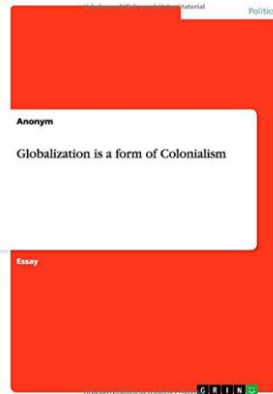 Politic
Anonym
Globalization is a form of Colonialism
Essay
GRIN